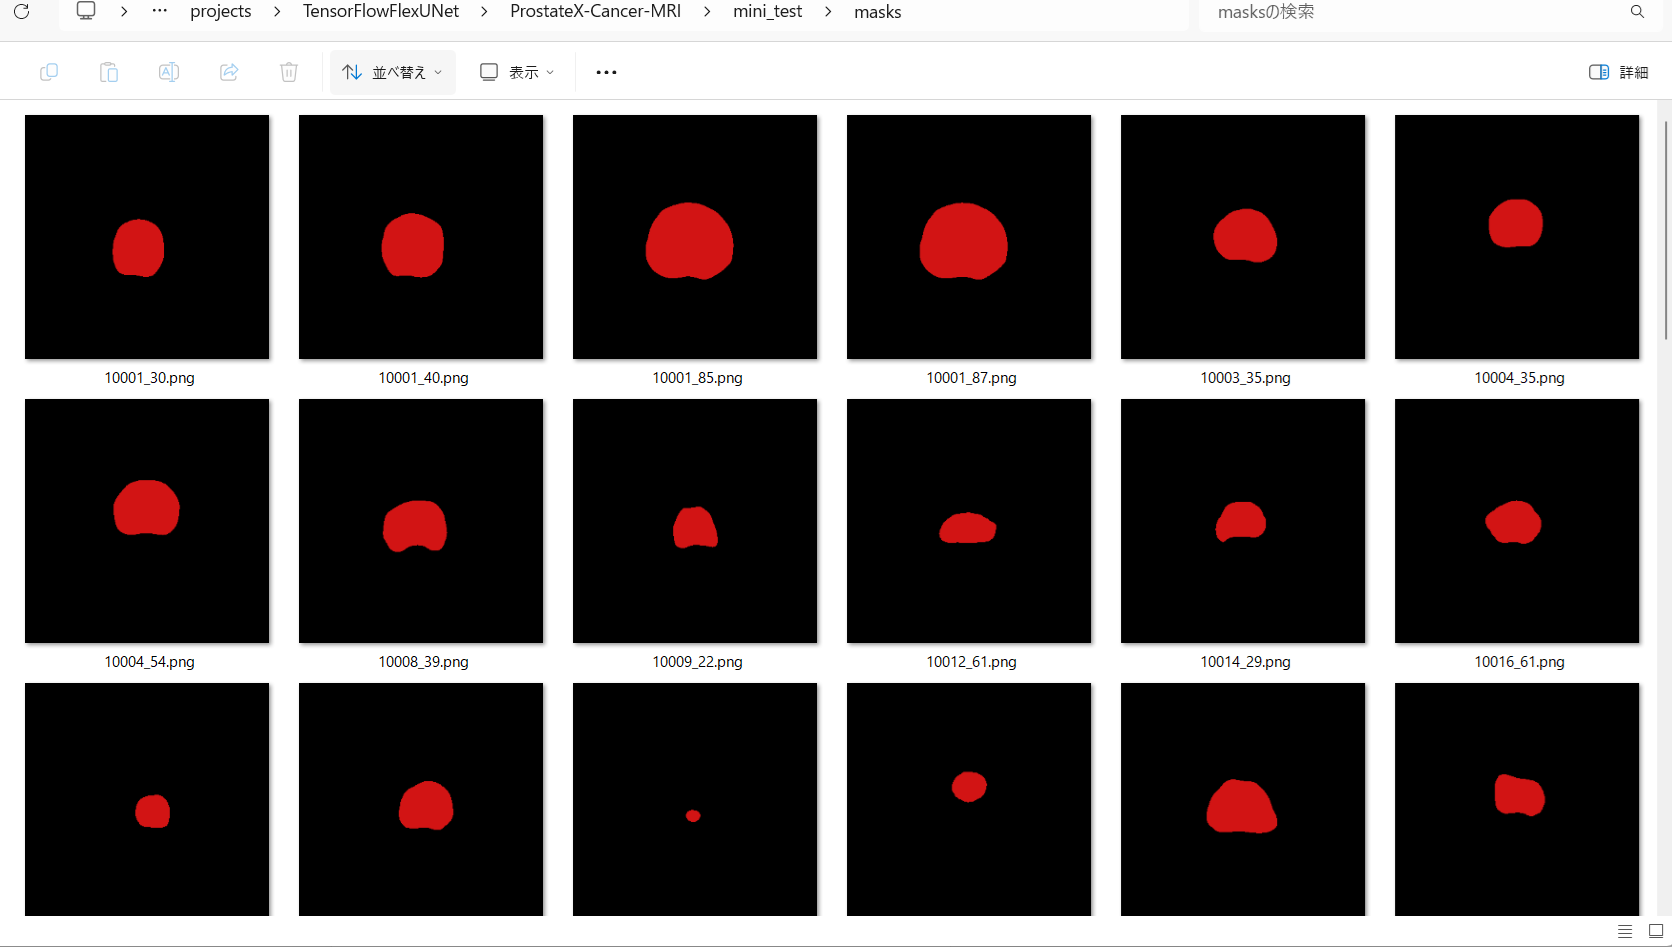 projects > TensorFlowFlexUNet > ProstateX-Cancer-MRI > mini_test > masks
masksの検索
並べ替え
表示
詳細
10001_30.png
10001_40.png
10001_85.png
10001_87.png
10003_35.png
10004_35.png
10004_54.png
10008_39.png
10009_22.png
10012_61.png
10014_29.png
10016_61.png